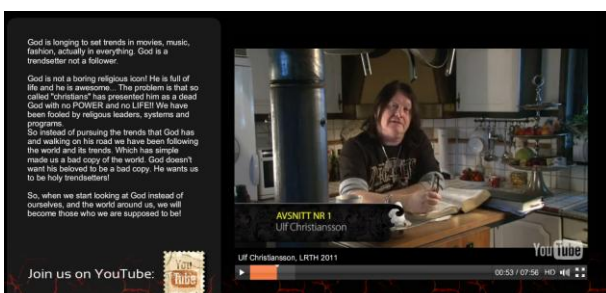 God is longing to set trends in movies, music,
fashion, actually in everything. God is a
trendsetter not a follower.
God is not a boring religious icon! He is full of
life and he is awesome... The problem is that so
called "christians" has presented him as a dead
God with no POWER and no LIFE!! We have
been fooled by religous leaders, systems and
programs.
So instead of pursuing the trends that God has
and walking on his road we have been following
the world and its trends. Which has simple
made us a bad copy of the world. God doesn't
want his beloved to be a bad copy. He wants us
to be holy trendsetters!
So, when we start looking at God instead of
ourselves, and the world around us, we will
become those who we are supposed to be!
Join us on YouTube:
You Tube
AVSNITT NR 1
Ulf Christiansson
YouTube
Ulf Christiansson, LRTH 2011
00:53 / 07:56 HD